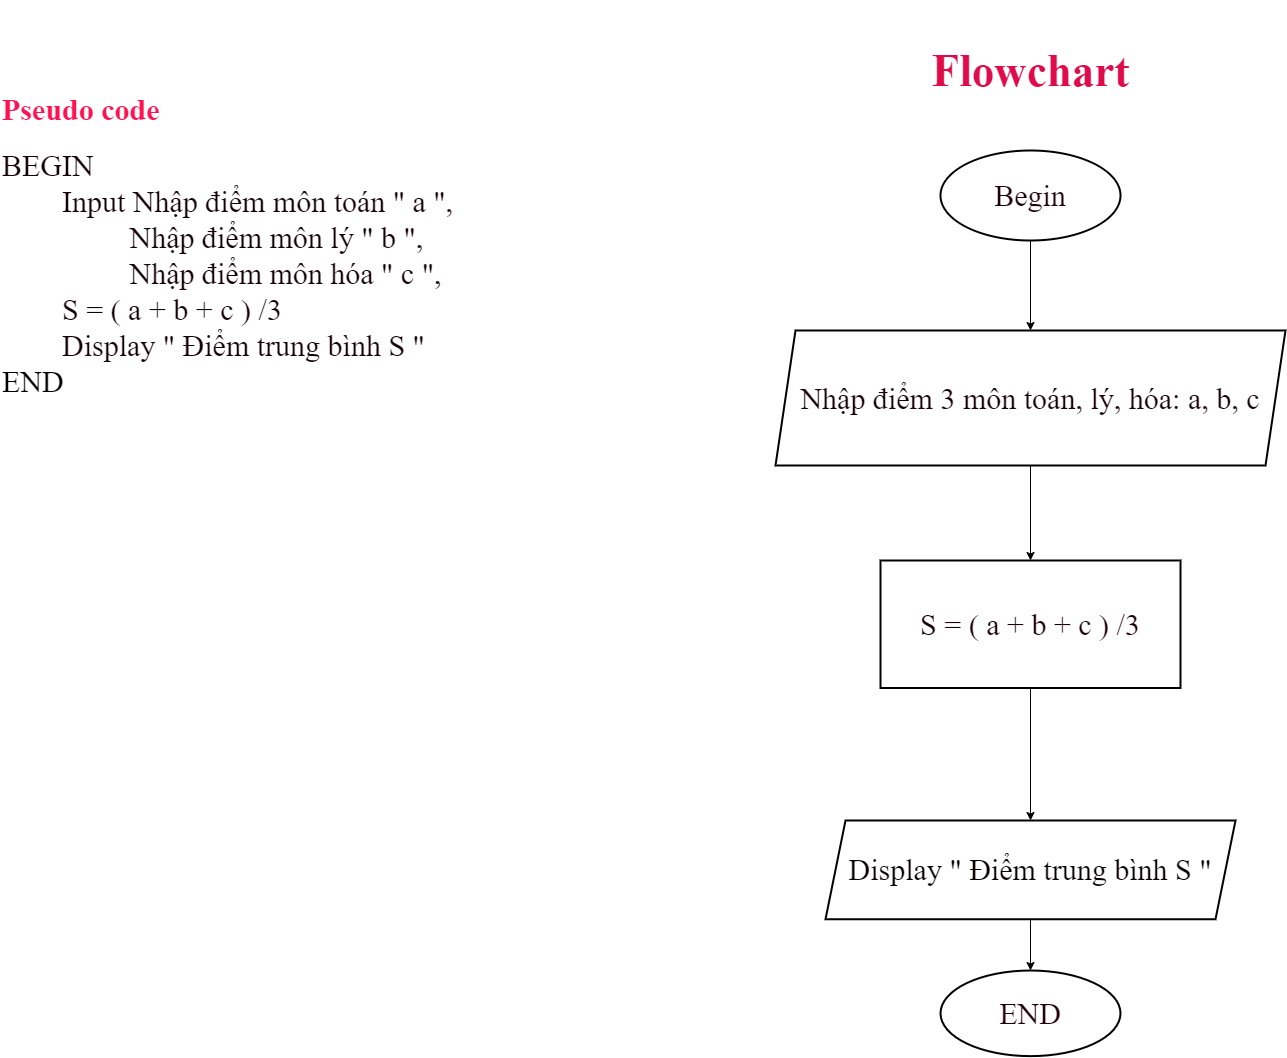 Pseudo code
BEGIN
Input Nhập điểm môn toán " a ",
Nhập điểm môn lý " b ",
Nhập điểm môn hóa " c ",
S = ( a + b + c ) /3
Display " Điểm trung bình S "
END
Flowchart
Begin
Nhập điểm 3 môn toán, lý, hóa: a, b, c
S = ( a + b + c ) /3
Display " Điểm trung bình S "
END